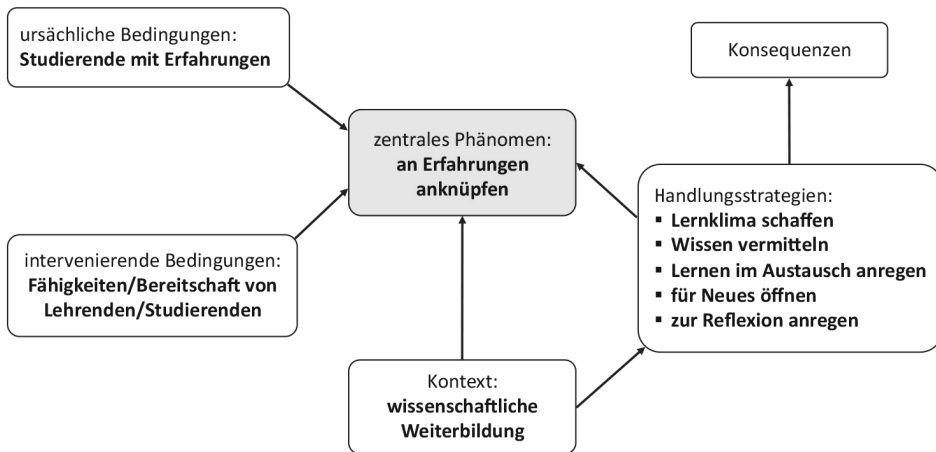 ursächliche Bedingungen:
Studierende mit Erfahrungen
Konsequenzen
zentrales Phänomen:
an Erfahrungen
anknüpfen
Handlungsstrategien:
▪ Lernklima schaffen
▪ Wissen vermitteln
▪ Lernen im Austausch anregen
▪ für Neues öffnen
▪ zur Reflexion anregen
intervenierende Bedingungen:
Fähigkeiten/Bereitschaft von
Lehrenden/Studierenden
Kontext:
wissenschaftliche
Weiterbildung